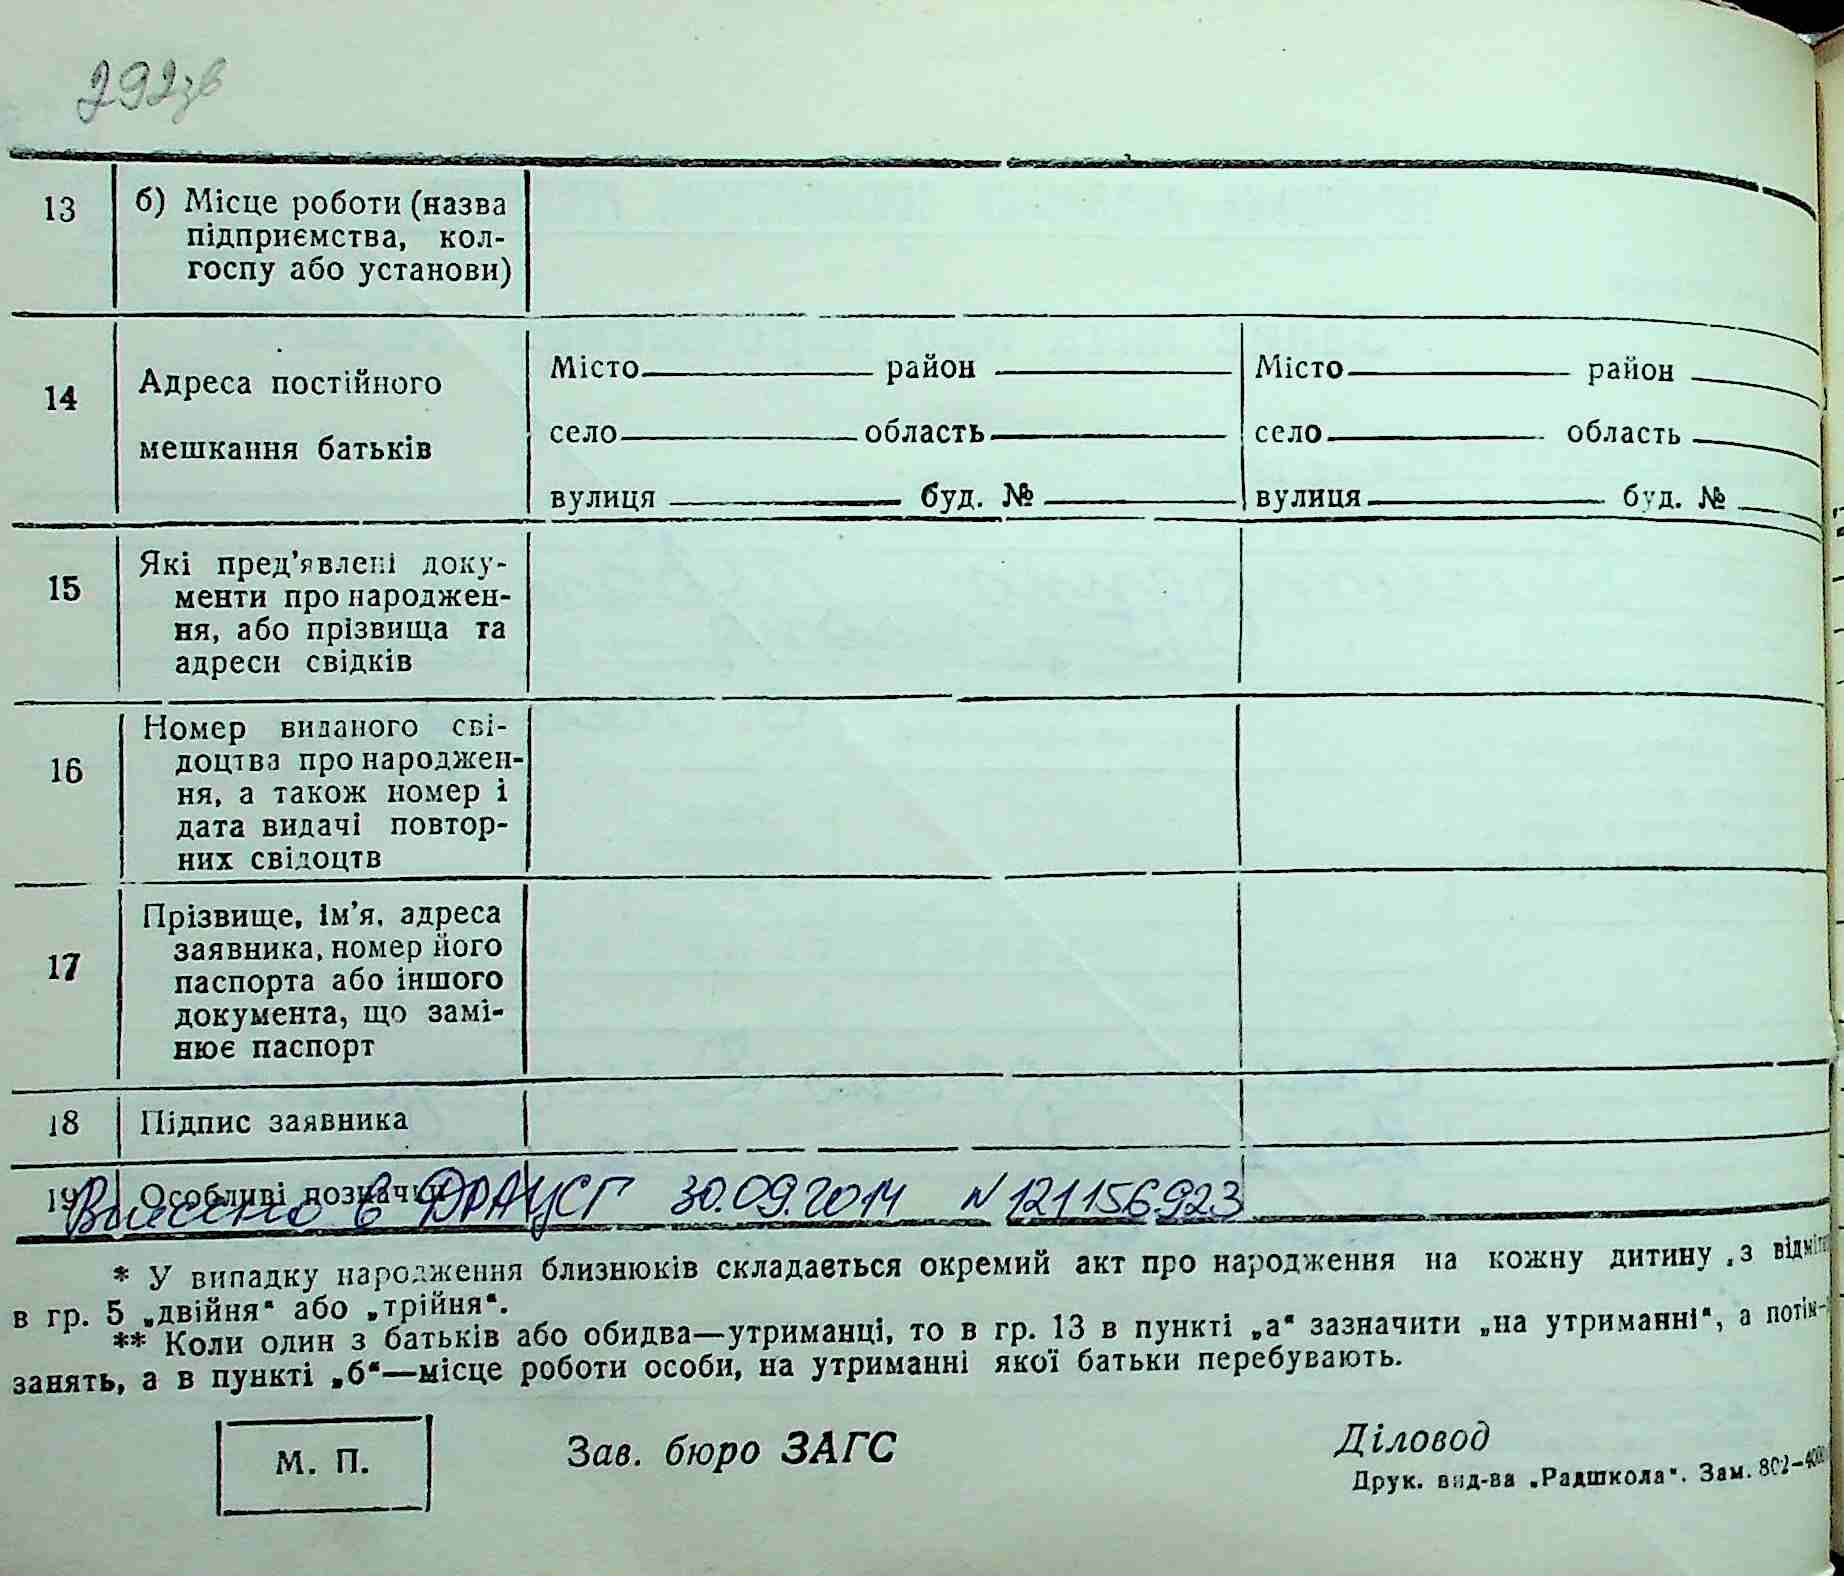 292зв
13 б) Місце роботи (назва
підприємства, кол-
госпу або установи)
14 Адреса постійного
мешкання батьків
Місто район Місто район
село область село область
вулиця буд. № вулиця буд. №
15 Які пред'явлені доку-
менти про народжен-
ня, або прізвища та
адреси свідків
16 Номер виданого сві-
доцтва про народжен-
ня, а також номер і
дата видачі повтор-
них свідоцтв
17 Прізвище, ім'я, адреса
заявника, номер його
паспорта або іншого
документа, що замі-
нює паспорт
18 Підпис заявника
19 Особливі позначки
Внесено в ДРАЦСГ 30.09.2014 N 121156923
* У випадку народження близнюків складається окремий акт про народження на кожну дитину, з
в гр. 5 „двійня“ або „трійня“.
** Коли один з батьків або обидва—утриманці, то в гр. 13 в пункті „а“ зазначити „на утриманні“, а потім
занять, а в пункті „б“—місце роботи особи, на утриманні якої батьки перебувають.
М. П. Зав. бюро ЗАГС Діловод
Друк. вид-ва „Радшкола“. Зам. 802—